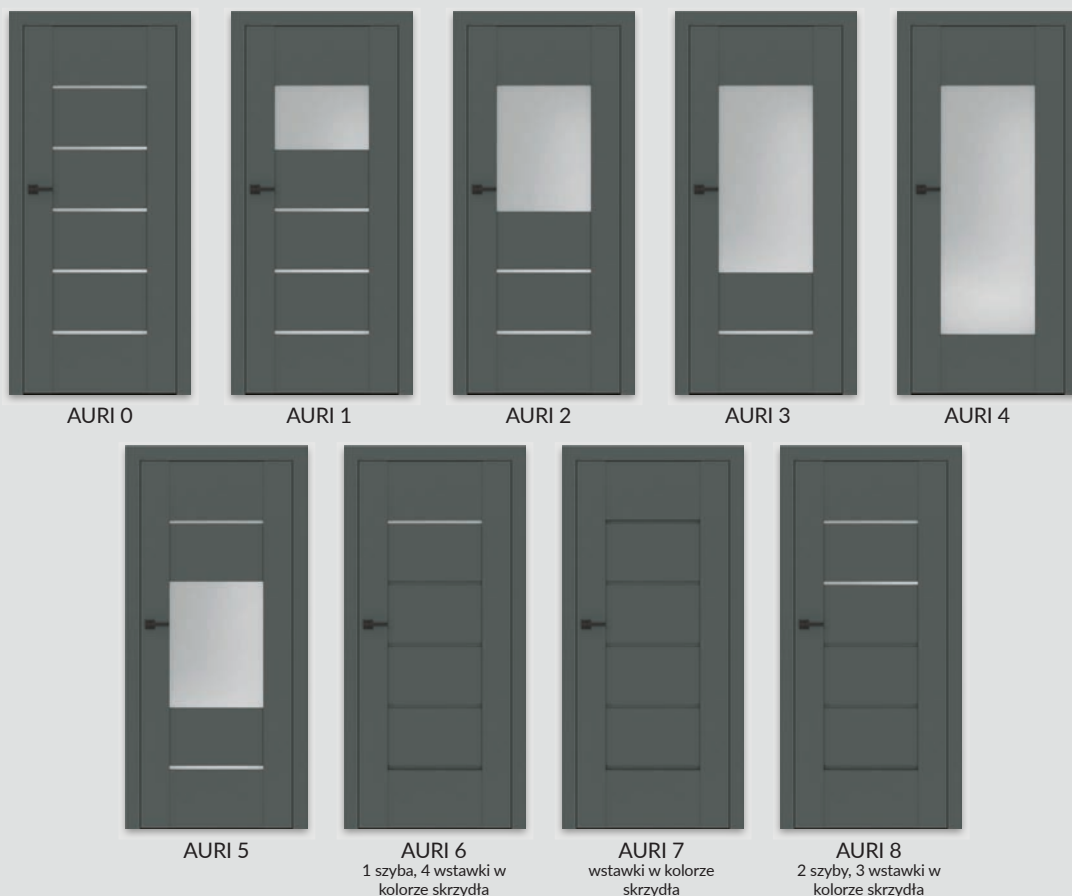 AURI 0
AURI 1
AURI 2
AURI 3
AURI 4
AURI 5
AURI 6
1 szyba, 4 wstawki w
kolorze skrzydła
AURI 7
wstawki w kolorze
skrzydła
AURI 8
2 szyby, 3 wstawki w
kolorze skrzydła